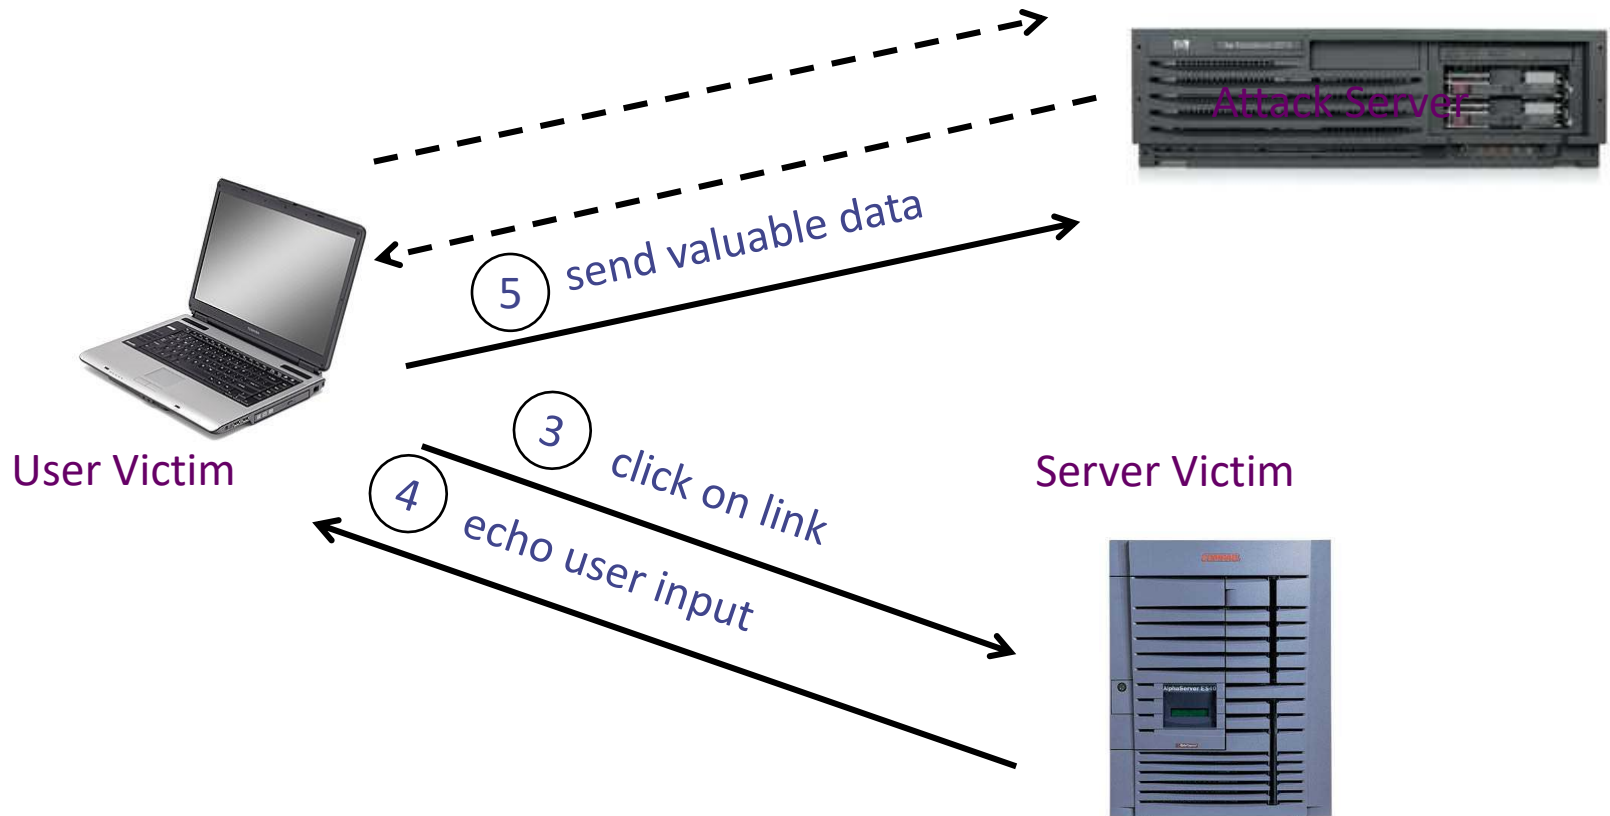 Attack Server
5 send valuable data
3 click on link
User Victim
Server Victim
4 echo user input